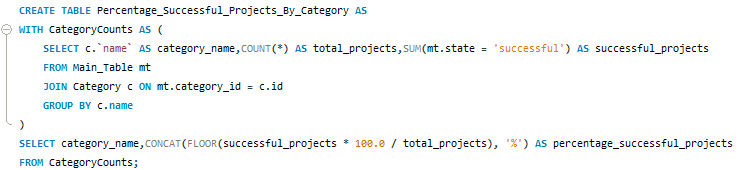 CREATE TABLE Percentage_Successful_Projects_By_Category AS
WITH CategoryCounts AS (
SELECT c.`name` AS category_name,COUNT(*) AS total_projects,SUM(mt.state = 'successful') AS successful_projects
FROM Main_Table mt
JOIN Category c ON mt.category_id = c.id
GROUP BY c.name
)
SELECT category_name,CONCAT(FLOOR(successful_projects * 100.0 / total_projects), '%') AS percentage_successful_projects
FROM CategoryCounts;